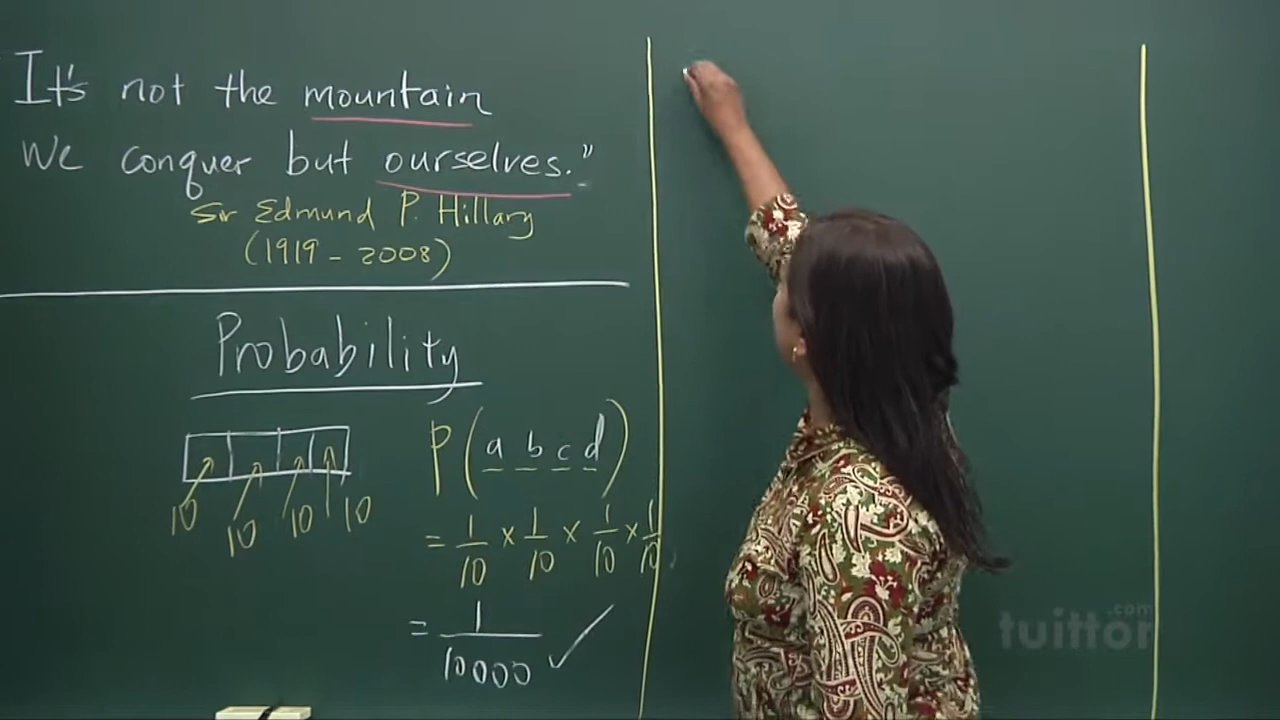 It's not the mountain
We conquer but ourselves."
Sir Edmund P. Hillary
(1919 - 2008)
Probability
10 10 10 10
P(a b c d)
= 1/10 × 1/10 × 1/10 × 1/10
= 1/10000 ✓
tuittor.com